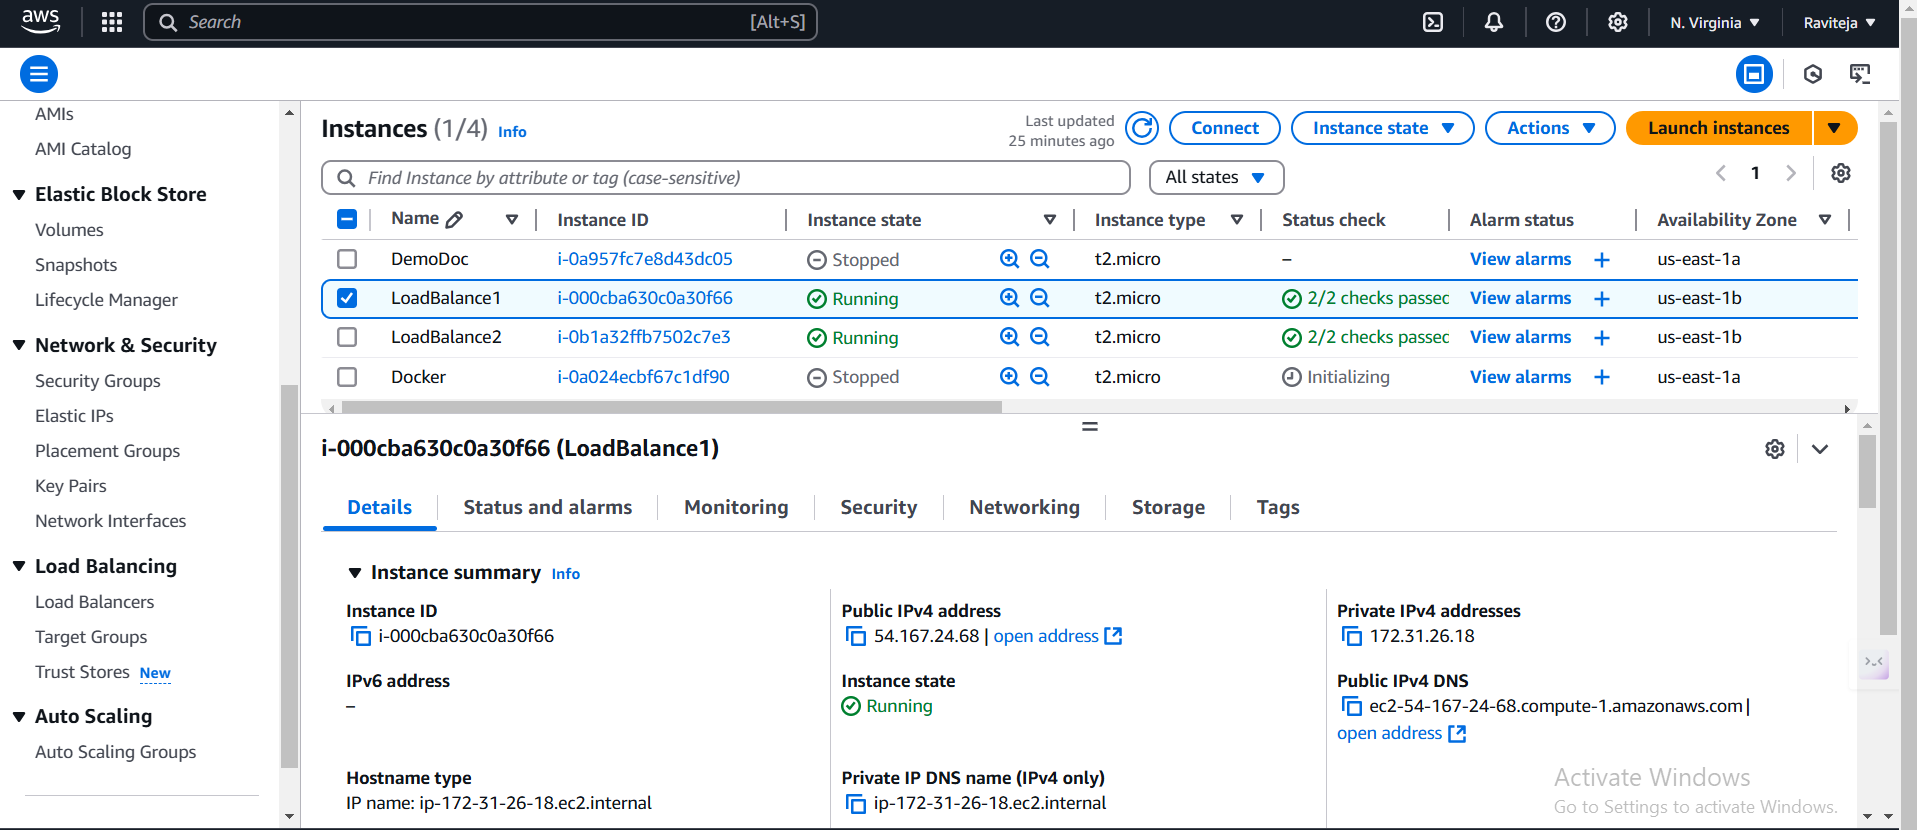 aws
Search [Alt+S]
N. Virginia
Raviteja
AMIs
AMI Catalog
Elastic Block Store
Volumes
Snapshots
Lifecycle Manager
Network & Security
Security Groups
Elastic IPs
Placement Groups
Key Pairs
Network Interfaces
Load Balancing
Load Balancers
Target Groups
Trust Stores New
Auto Scaling
Auto Scaling Groups
Instances (1/4) Info
Last updated
25 minutes ago
Connect
Instance state
Actions
Launch instances
Find Instance by attribute or tag (case-sensitive)
All states
1
Name Instance ID Instance state Instance type Status check Alarm status Availability Zone
DemoDoc i-0a957fc7e8d43dc05 Stopped t2.micro – View alarms + us-east-1a
LoadBalance1 i-000cba630c0a30f66 Running t2.micro 2/2 checks passed View alarms + us-east-1b
LoadBalance2 i-0b1a32ffb7502c7e3 Running t2.micro 2/2 checks passed View alarms + us-east-1b
Docker i-0a024ecbf67c1df90 Stopped t2.micro Initializing View alarms + us-east-1a
i-000cba630c0a30f66 (LoadBalance1)
Details Status and alarms Monitoring Security Networking Storage Tags
Instance summary Info
Instance ID
i-000cba630c0a30f66
Public IPv4 address
54.167.24.68 | open address
Private IPv4 addresses
172.31.26.18
IPv6 address
–
Instance state
Running
Public IPv4 DNS
ec2-54-167-24-68.compute-1.amazonaws.com |
open address
Hostname type
IP name: ip-172-31-26-18.ec2.internal
Private IP DNS name (IPv4 only)
ip-172-31-26-18.ec2.internal
Activate Windows
Go to Settings to activate Windows.